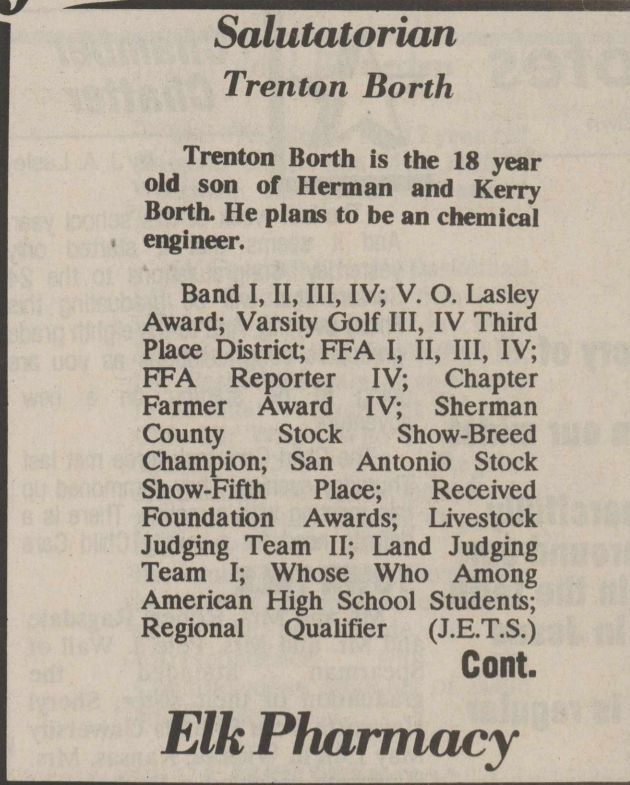 Salutatorian
Trenton Borth
Trenton Borth is the 18 year
old son of Herman and Kerry
Borth. He plans to be an chemical
engineer.
Band I, II, III, IV; V. O. Lasley
Award; Varsity Golf III, IV Third
Place District; FFA I, II, III, IV;
FFA Reporter IV; Chapter
Farmer Award IV; Sherman
County Stock Show-Breed
Champion; San Antonio Stock
Show-Fifth Place; Received
Foundation Awards; Livestock
Judging Team II; Land Judging
Team I; Whose Who Among
American High School Students;
Regional Qualifier (J.E.T.S.)
Cont.
Elk Pharmacy